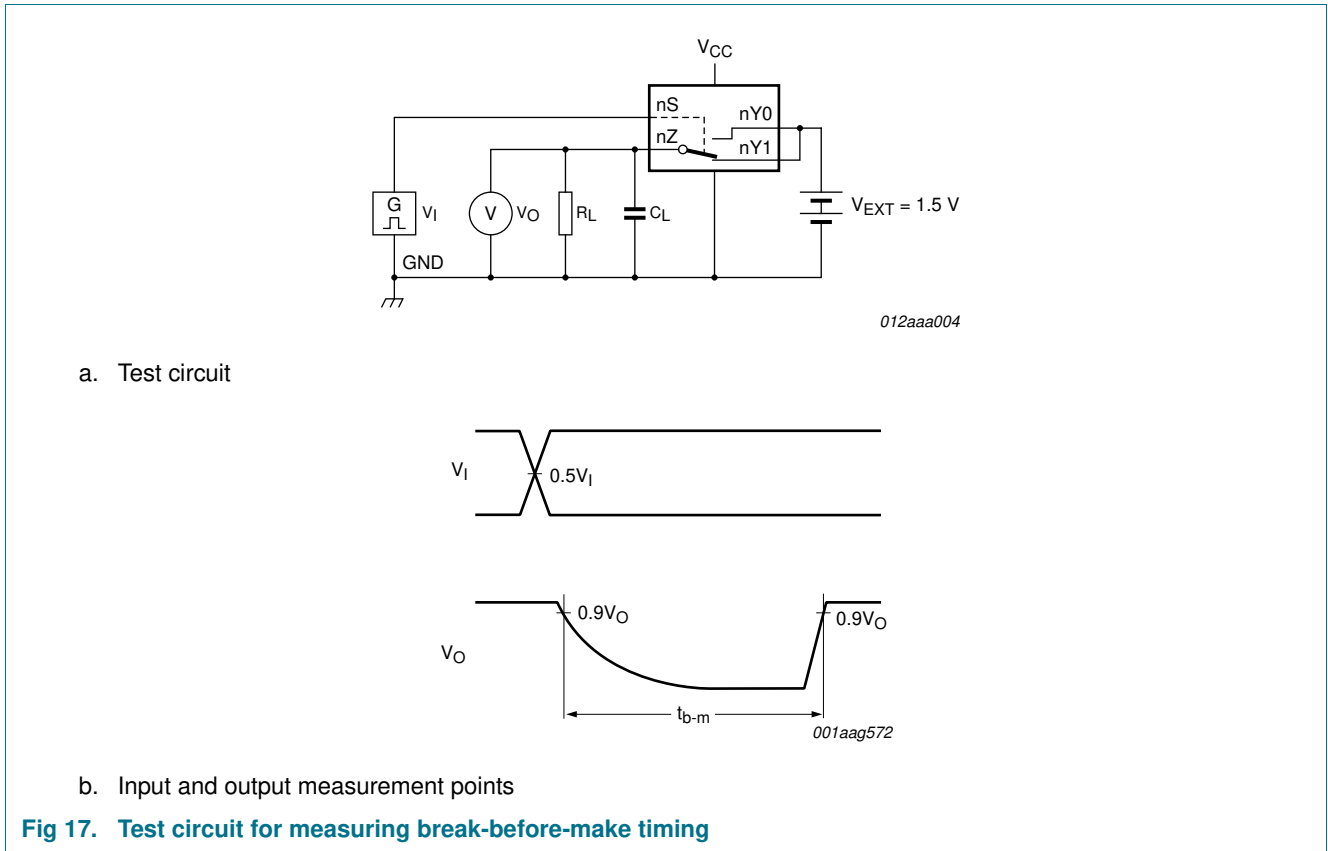 VCC
nS
nY0
nZ
nY1
G
VI
V
VO
RL
CL
VEXT = 1.5 V
GND
012aaa004
a. Test circuit
VI
0.5VI
0.9VO
0.9VO
VO
tb-m
001aag572
b. Input and output measurement points
Fig 17. Test circuit for measuring break-before-make timing